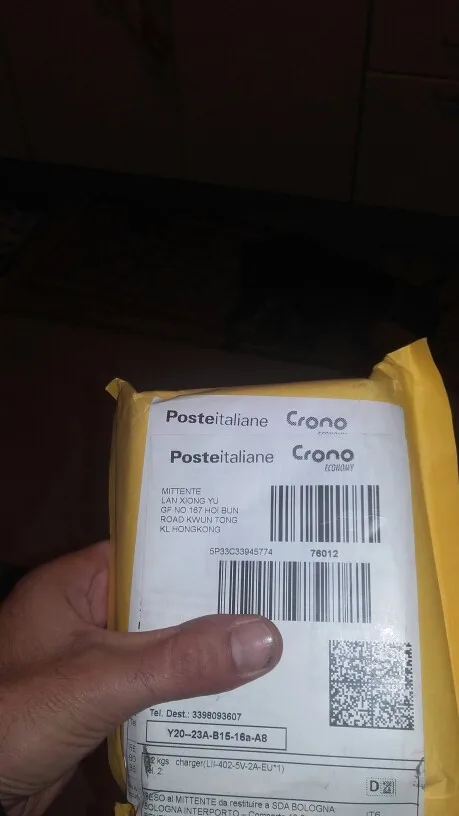 Posteitaliane Crono
Posteitaliane Crono
ECONOMY
MITTENTE
LAN XIONG YU
GF NO 167 HOI BUN
ROAD KWUN TONG
KL HONGKONG
5P33C33945774 76012
Tel. Dest.: 3398093607
Y20--23A-B15-16a-A8
kgs charger(LII-402-5V-2A-EU*1)
D
al MITTENTE da restituire a SDA BOLOGNA
BOLOGNA INTERPORTO